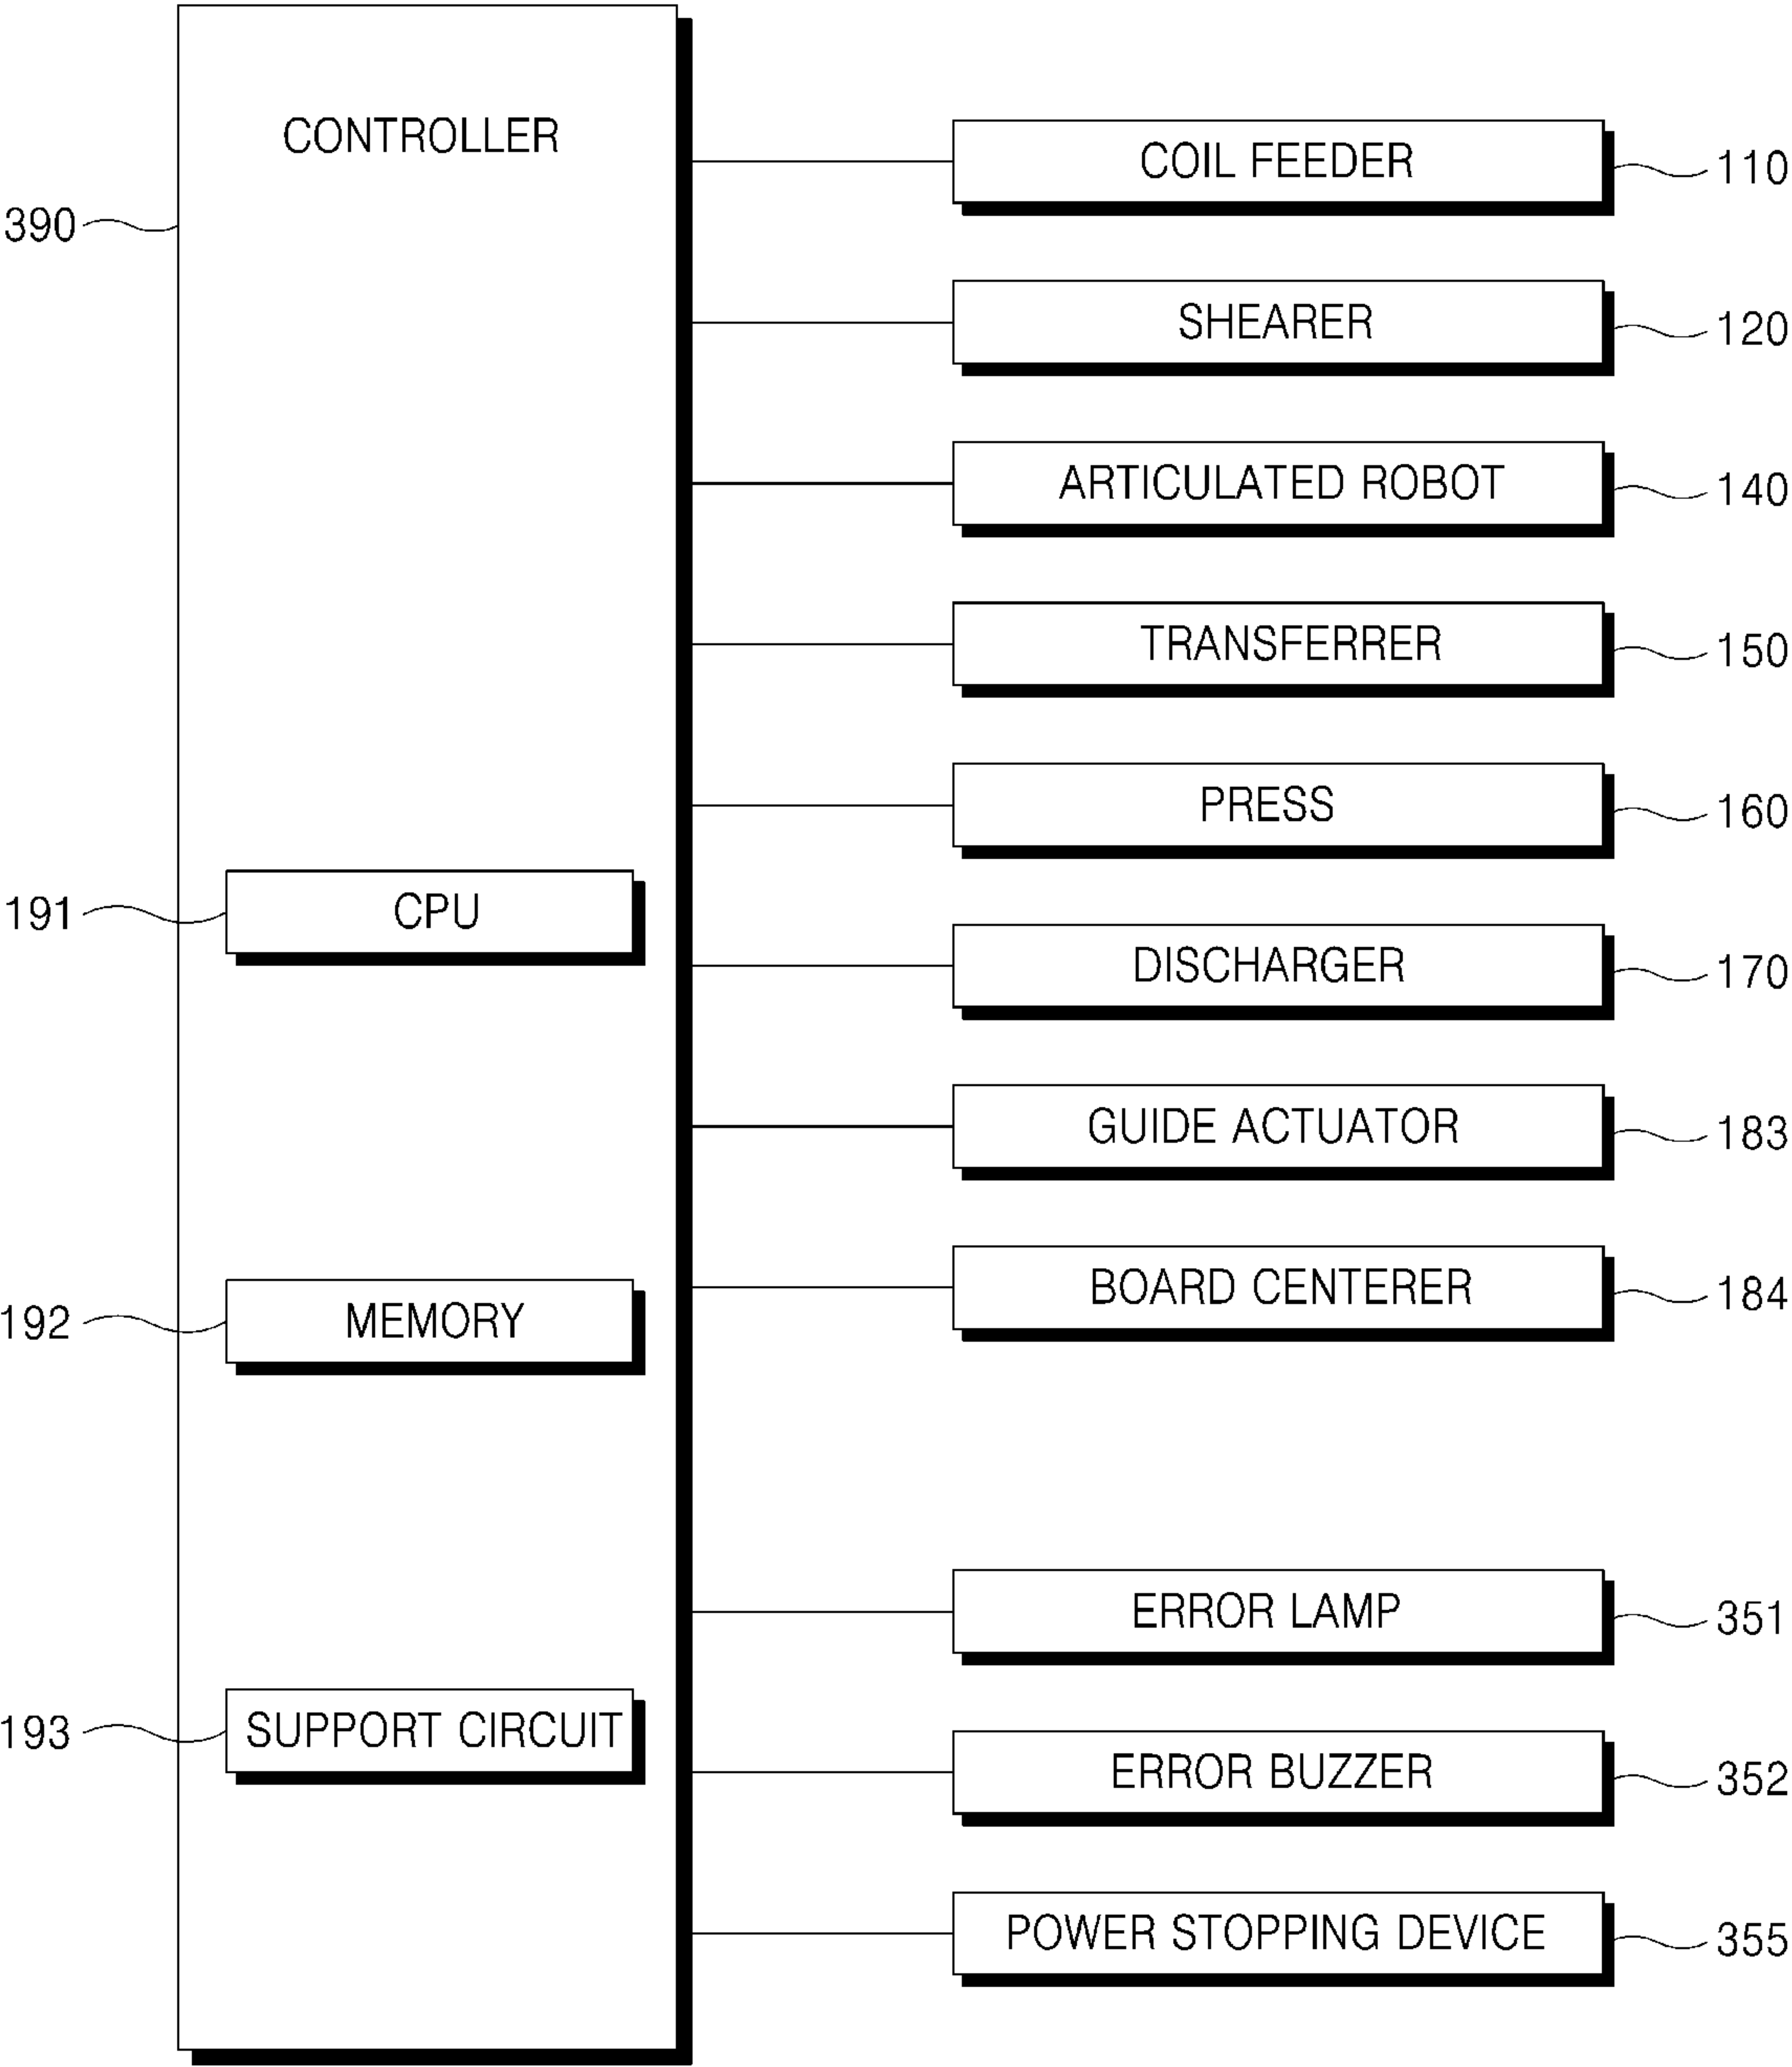 CONTROLLER
390
CPU
191
MEMORY
192
SUPPORT CIRCUIT
193
COIL FEEDER
110
SHEARER
120
ARTICULATED ROBOT
140
TRANSFERRER
150
PRESS
160
DISCHARGER
170
GUIDE ACTUATOR
183
BOARD CENTERER
184
ERROR LAMP
351
ERROR BUZZER
352
POWER STOPPING DEVICE
355